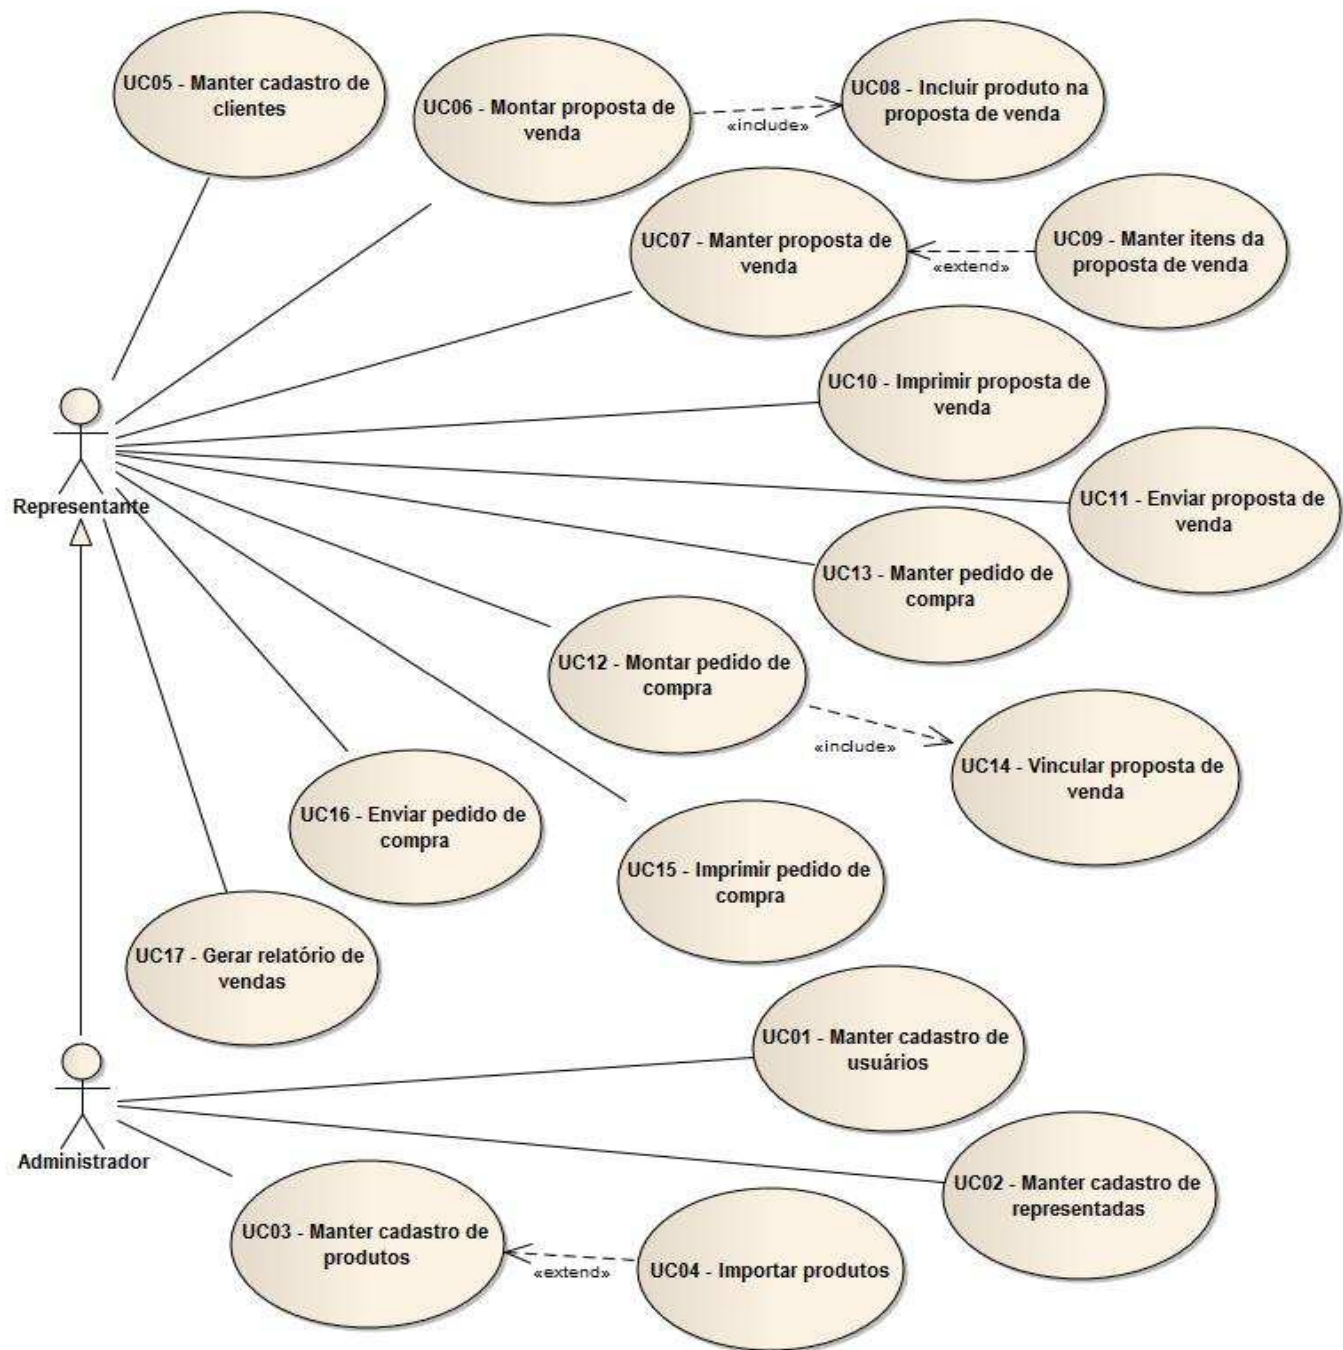 UC05 - Manter cadastro de
clientes
UC06 - Montar proposta de
venda
«include»
UC08 - Incluir produto na
proposta de venda
UC07 - Manter proposta de
venda
«extend»
UC09 - Manter itens da
proposta de venda
UC10 - Imprimir proposta de
venda
Representante
UC11 - Enviar proposta de
venda
UC13 - Manter pedido de
compra
UC12 - Montar pedido de
compra
«include»
UC14 - Vincular proposta de
venda
UC16 - Enviar pedido de
compra
UC15 - Imprimir pedido de
compra
UC17 - Gerar relatório de
vendas
UC01 - Manter cadastro de
usuários
Administrador
UC02 - Manter cadastro de
representadas
UC03 - Manter cadastro de
produtos
«extend»
UC04 - Importar produtos